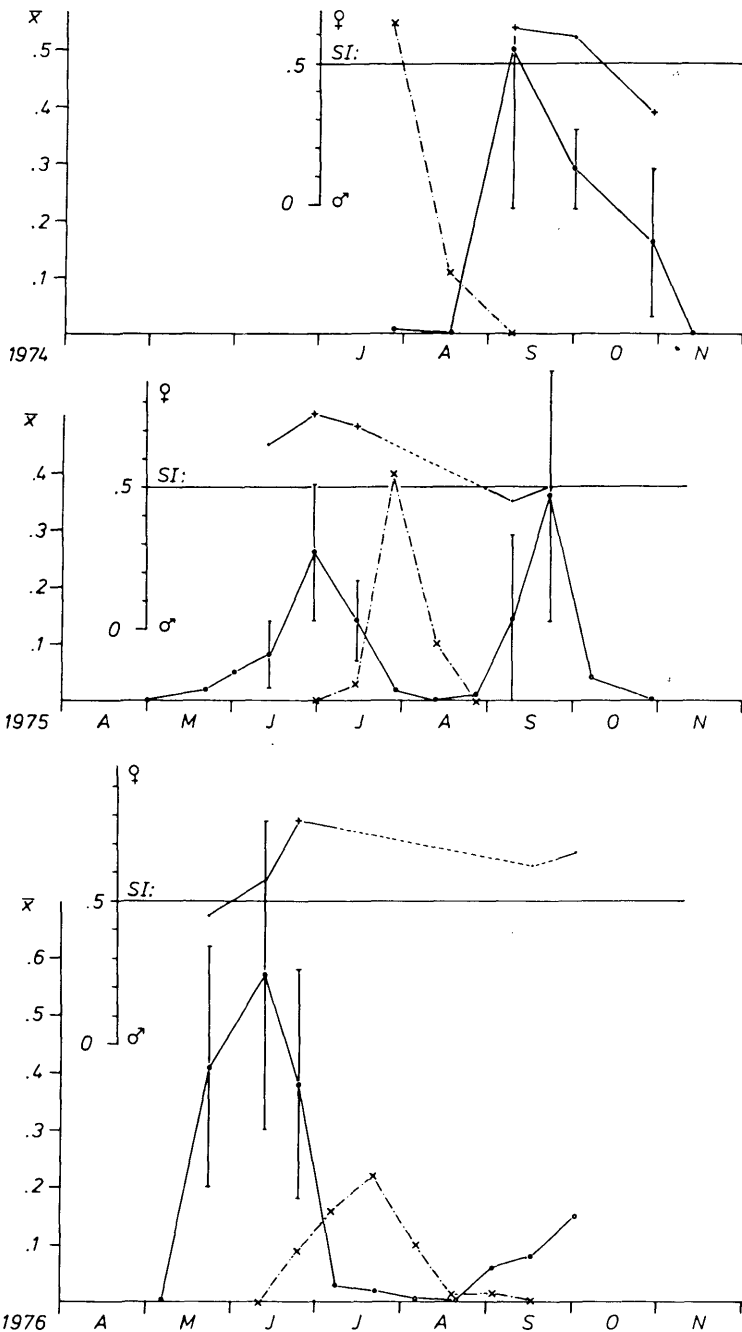 x̄ ♀
SI:
.5 .5
.4
.3
.2 0 ♂
.1
1974 J A S O N
x̄ ♀
.4 .5 SI:
.3
.2
.1 0 ♂
1975 A M J J A S O N
♀
x̄ .5 SI:
.6
.5 0 ♂
.4
.3
.2
.1
1976 A M J J A S O N